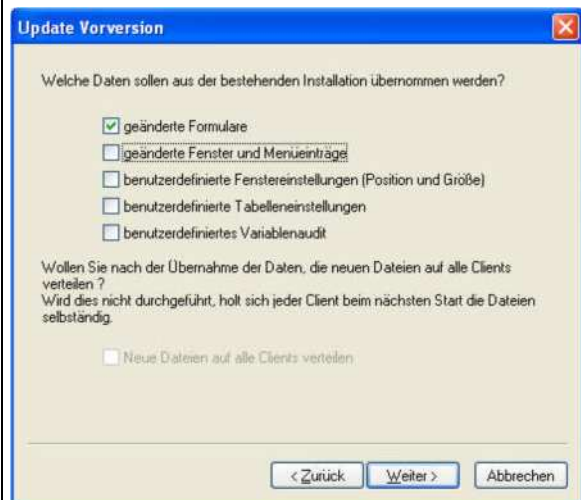 Update Vorversion
Welche Daten sollen aus der bestehenden Installation übernommen werden?
geänderte Formulare
geänderte Fenster und Menüeinträge
benutzerdefinierte Fenstereinstellungen (Position und Größe)
benutzerdefinierte Tabelleneinstellungen
benutzerdefiniertes Variablenaudit
Wollen Sie nach der Übernahme der Daten, die neuen Dateien auf alle Clients
verteilen ?
Wird dies nicht durchgeführt, holt sich jeder Client beim nächsten Start die Dateien
selbständig.
Neue Dateien auf alle Clients verteilen
< Zurück Weiter > Abbrechen